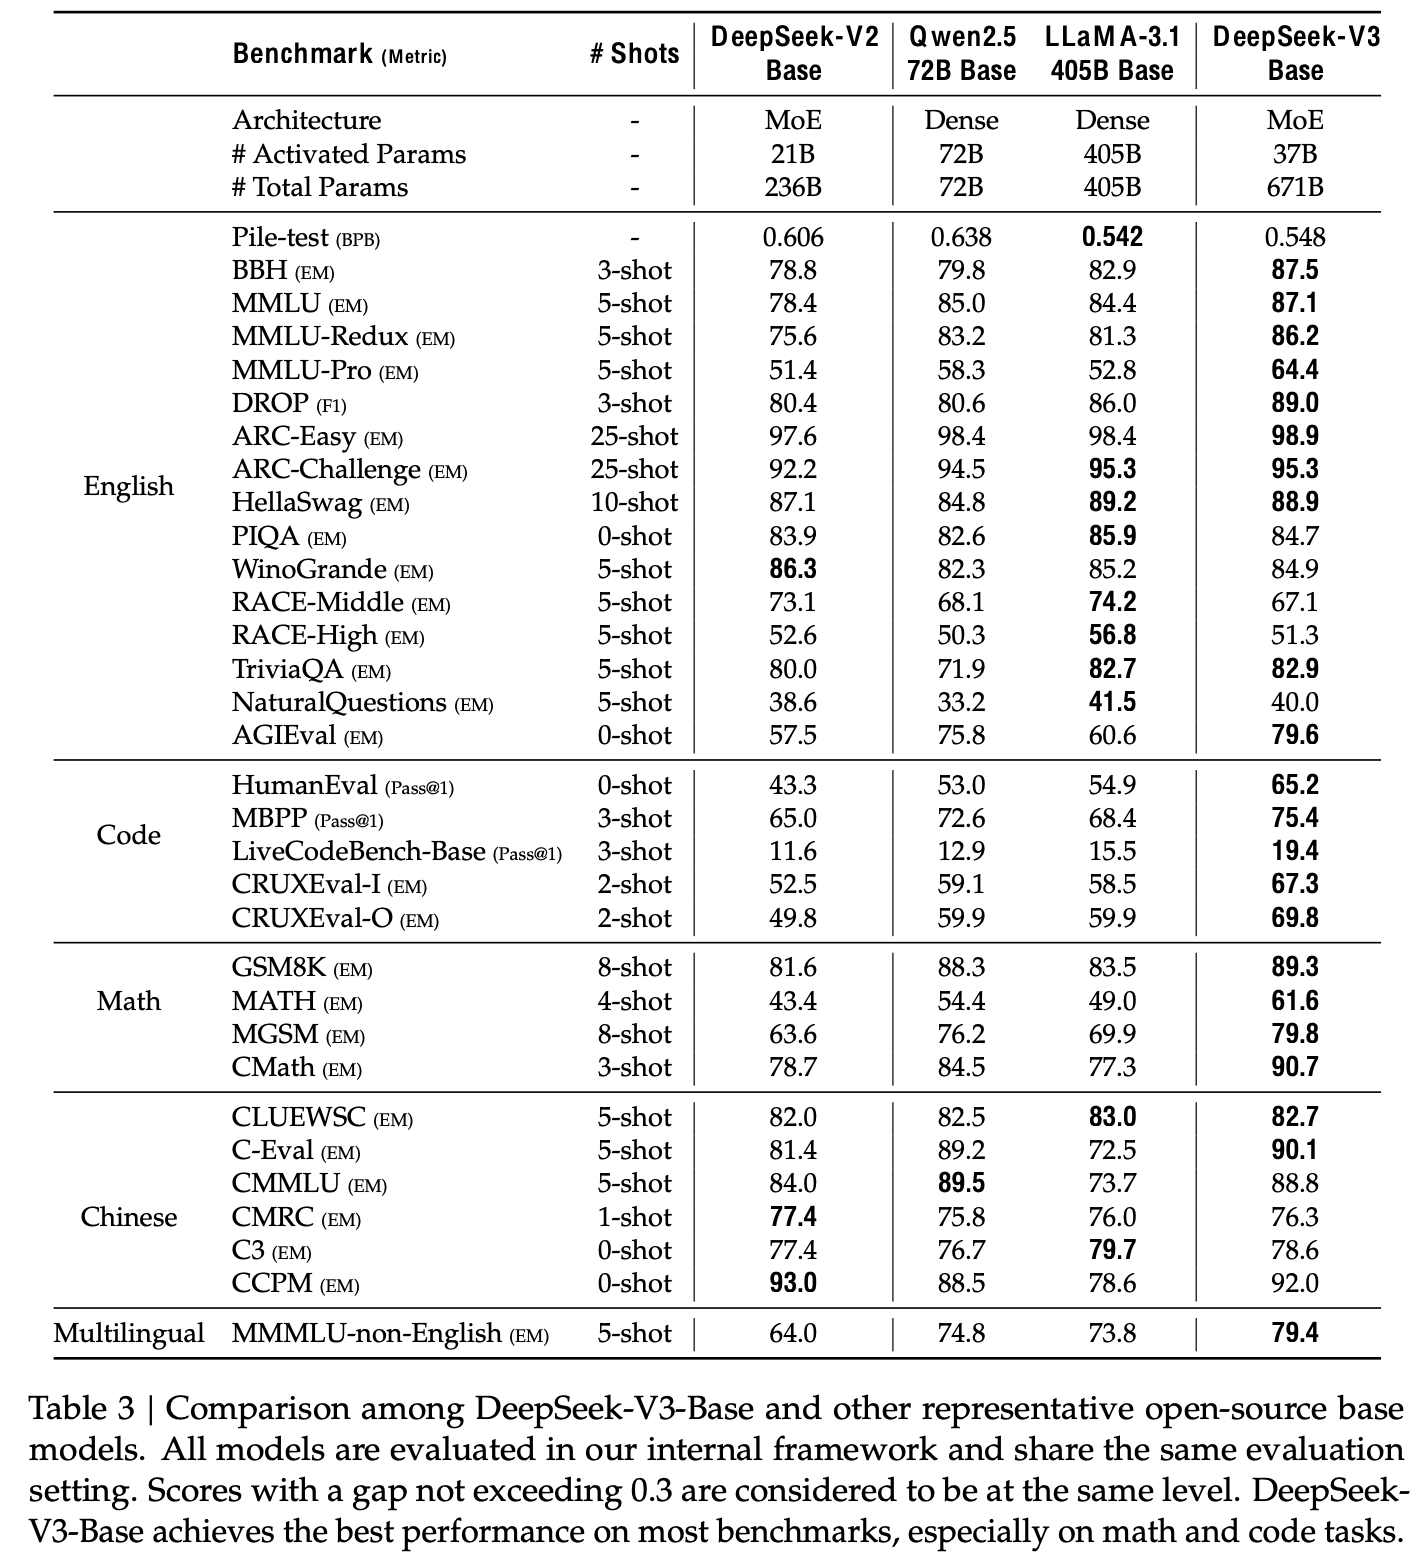 Benchmark (Metric) # Shots DeepSeek-V2 Base Qwen2.5 72B Base LLaMA-3.1 405B Base DeepSeek-V3 Base
Architecture - MoE Dense Dense MoE
# Activated Params - 21B 72B 405B 37B
# Total Params - 236B 72B 405B 671B
English
Pile-test (BPB) - 0.606 0.638 0.542 0.548
BBH (EM) 3-shot 78.8 79.8 82.9 87.5
MMLU (EM) 5-shot 78.4 85.0 84.4 87.1
MMLU-Redux (EM) 5-shot 75.6 83.2 81.3 86.2
MMLU-Pro (EM) 5-shot 51.4 58.3 52.8 64.4
DROP (F1) 3-shot 80.4 80.6 86.0 89.0
ARC-Easy (EM) 25-shot 97.6 98.4 98.4 98.9
ARC-Challenge (EM) 25-shot 92.2 94.5 95.3 95.3
HellaSwag (EM) 10-shot 87.1 84.8 89.2 88.9
PIQA (EM) 0-shot 83.9 82.6 85.9 84.7
WinoGrande (EM) 5-shot 86.3 82.3 85.2 84.9
RACE-Middle (EM) 5-shot 73.1 68.1 74.2 67.1
RACE-High (EM) 5-shot 52.6 50.3 56.8 51.3
TriviaQA (EM) 5-shot 80.0 71.9 82.7 82.9
NaturalQuestions (EM) 5-shot 38.6 33.2 41.5 40.0
AGIEval (EM) 0-shot 57.5 75.8 60.6 79.6
Code
HumanEval (Pass@1) 0-shot 43.3 53.0 54.9 65.2
MBPP (Pass@1) 3-shot 65.0 72.6 68.4 75.4
LiveCodeBench-Base (Pass@1) 3-shot 11.6 12.9 15.5 19.4
CRUXEval-I (EM) 2-shot 52.5 59.1 58.5 67.3
CRUXEval-O (EM) 2-shot 49.8 59.9 59.9 69.8
Math
GSM8K (EM) 8-shot 81.6 88.3 83.5 89.3
MATH (EM) 4-shot 43.4 54.4 49.0 61.6
MGSM (EM) 8-shot 63.6 76.2 69.9 79.8
CMath (EM) 3-shot 78.7 84.5 77.3 90.7
Chinese
CLUEWSC (EM) 5-shot 82.0 82.5 83.0 82.7
C-Eval (EM) 5-shot 81.4 89.2 72.5 90.1
CMMLU (EM) 5-shot 84.0 89.5 73.7 88.8
CMRC (EM) 1-shot 77.4 75.8 76.0 76.3
C3 (EM) 0-shot 77.4 76.7 79.7 78.6
CCPM (EM) 0-shot 93.0 88.5 78.6 92.0
Multilingual MMMLU-non-English (EM) 5-shot 64.0 74.8 73.8 79.4
Table 3 | Comparison among DeepSeek-V3-Base and other representative open-source base
models. All models are evaluated in our internal framework and share the same evaluation
setting. Scores with a gap not exceeding 0.3 are considered to be at the same level. DeepSeek-
V3-Base achieves the best performance on most benchmarks, especially on math and code tasks.